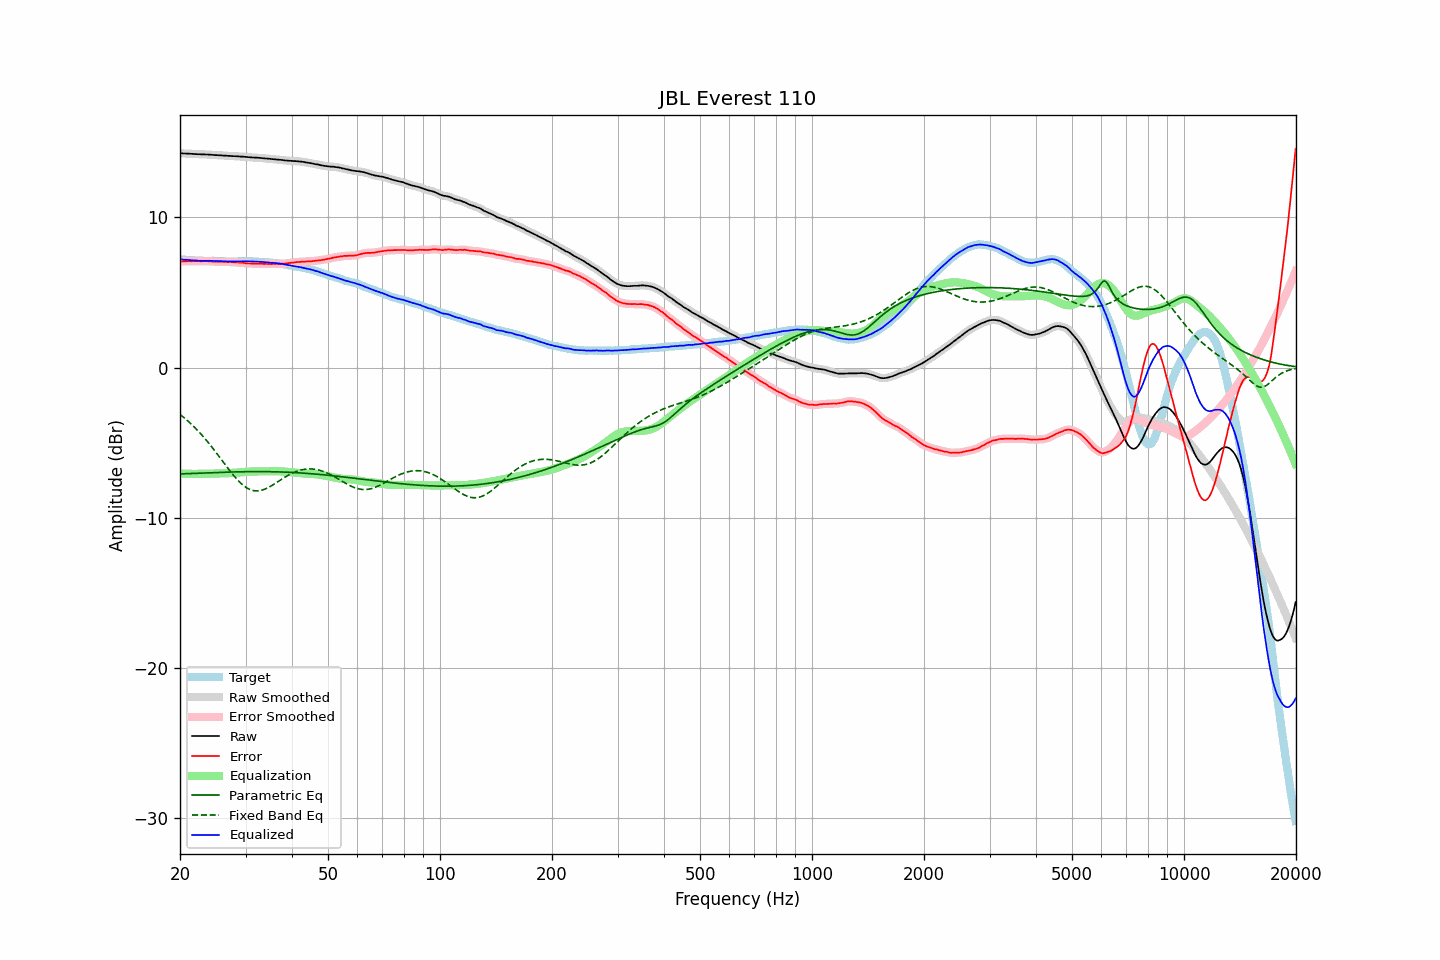 JBL Everest 110
Amplitude (dBr)
10
0
−10
−20
−30
Target
Raw Smoothed
Error Smoothed
Raw
Error
Equalization
Parametric Eq
Fixed Band Eq
Equalized
20 50 100 200 500 1000 2000 5000 10000 20000
Frequency (Hz)